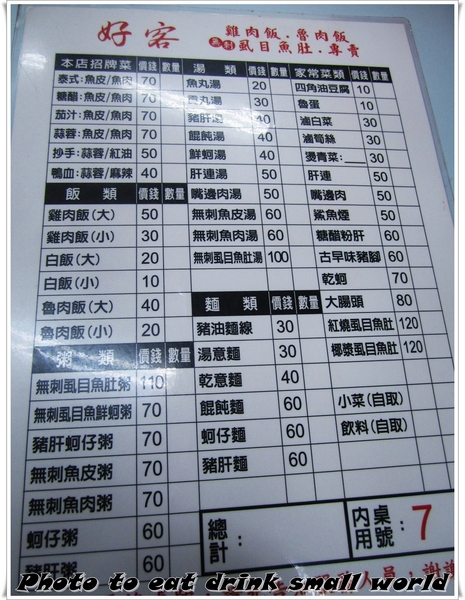 好客 雞肉飯.魯肉飯
無刺 虱目魚肚.專賣
本店招牌菜 價錢 數量
泰式:魚皮/魚肉 70
糖醋:魚皮/魚肉 70
茄汁:魚皮/魚肉 70
蒜蓉:魚皮/魚肉 70
抄手:蒜蓉/紅油 50
鴨血:蒜蓉/麻辣 40
飯類 價錢 數量
雞肉飯(大) 50
雞肉飯(小) 30
白飯(大) 20
白飯(小) 10
魯肉飯(大) 40
魯肉飯(小) 20
粥類 價錢 數量
無刺虱目魚肚粥 110
無刺虱目魚鮮蚵粥 70
豬肝蚵仔粥 70
無刺魚皮粥 70
無刺魚肉粥 70
蚵仔粥 60
豬肝粥 60
湯類 價錢 數量
魚丸湯 20
貢丸湯 30
豬肝湯 40
餛飩湯 40
鮮蚵湯 40
肝連湯 50
嘴邊肉湯 50
無刺魚皮湯 60
無刺魚肉湯 60
無刺虱目魚肚湯 100
麵類 價錢 數量
豬油麵線 30
湯意麵 30
乾意麵 40
餛飩麵 60
蚵仔麵 60
豬肝麵 60
家常菜類 價錢 數量
四角油豆腐 10
魯蛋 10
滷白菜 30
滷筍絲 30
燙青菜:___ 30
肝連 50
嘴邊肉 50
鯊魚煙 50
糖醋粉肝 60
古早味豬腳 60
乾蚵 70
大腸頭 80
紅燒虱目魚肚 120
椰漿虱目魚肚 120
小菜(自取)
飲料(自取)
總計:
內用桌號:7
人員,謝謝
Photo to eat drink small world